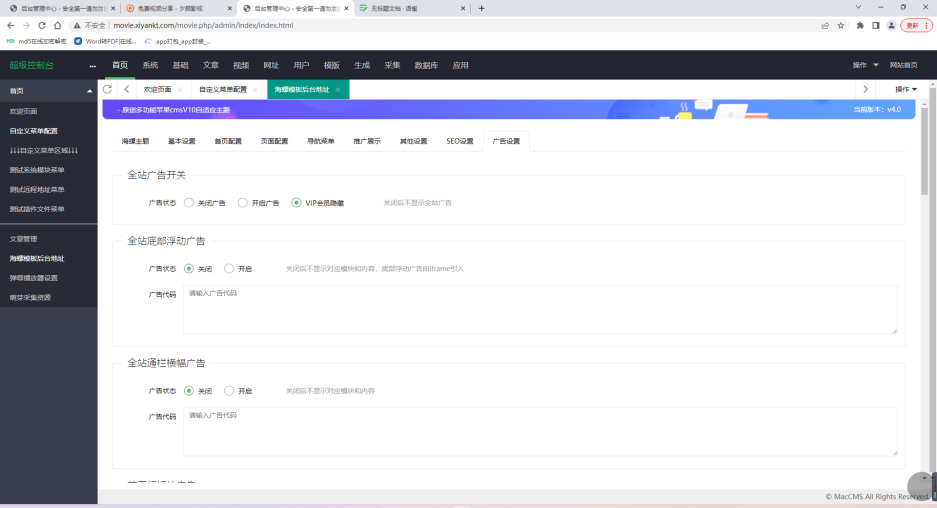 后台管理中心 - 安全第一请勿泄
免费视频分享 - 夕颜影视
后台管理中心 - 安全第一请勿泄
无标题文档 - 语雀
不安全 | movie.xiyankt.com/movie.php/admin/index/index.html
更新
md5在线加密解密 Word转PDF|在线... app打包_app封装_...
超级控制台 首页 系统 基础 文章 视频 网址 用户 模版 生成 采集 数据库 应用 操作 网站首页
首页 欢迎页面 自定义菜单配置 海螺模板后台地址 操作
欢迎页面
自定义菜单配置
↓↓↓自定义菜单区域↓↓↓
测试系统模块菜单
测试远程地址菜单
测试插件文件菜单
文章管理
海螺模板后台地址
弹幕播放器设置
萌芽采集资源
- 原创多功能苹果cmsV10自适应主题 当前版本：v4.0
海螺主题 基本设置 首页配置 页面配置 导航菜单 推广展示 其他设置 SEO设置 广告设置
全站广告开关
广告状态 关闭广告 开启广告 VIP会员隐藏 关闭后不显示全站广告
全站底部浮动广告
广告状态 关闭 开启 关闭后不显示对应模块和内容，底部浮动广告由iframe引入
广告代码 请输入广告代码
全站通栏横幅广告
广告状态 关闭 开启 关闭后不显示对应模块和内容
广告代码 请输入广告代码
© MacCMS All Rights Reserved.